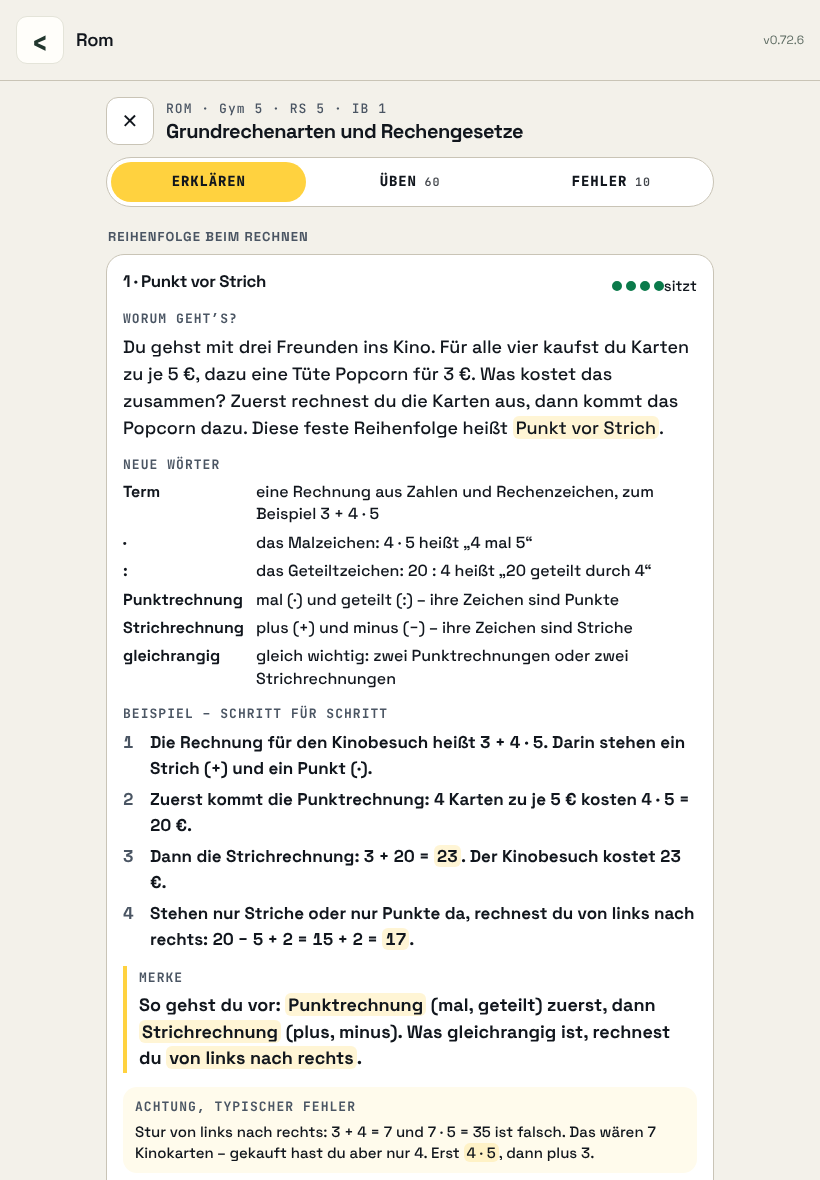 <
Rom
v0.72.6
✕
ROM · Gym 5 · RS 5 · IB 1
Grundrechenarten und Rechengesetze
ERKLÄREN
ÜBEN 60
FEHLER 10
REIHENFOLGE BEIM RECHNEN
1 · Punkt vor Strich
sitzt
WORUM GEHT’S?
Du gehst mit drei Freunden ins Kino. Für alle vier kaufst du Karten
zu je 5 €, dazu eine Tüte Popcorn für 3 €. Was kostet das
zusammen? Zuerst rechnest du die Karten aus, dann kommt das
Popcorn dazu. Diese feste Reihenfolge heißt Punkt vor Strich.
NEUE WÖRTER
Term eine Rechnung aus Zahlen und Rechenzeichen, zum
Beispiel 3 + 4 · 5
· das Malzeichen: 4 · 5 heißt „4 mal 5“
: das Geteiltzeichen: 20 : 4 heißt „20 geteilt durch 4“
Punktrechnung mal (·) und geteilt (:) – ihre Zeichen sind Punkte
Strichrechnung plus (+) und minus (−) – ihre Zeichen sind Striche
gleichrangig gleich wichtig: zwei Punktrechnungen oder zwei
Strichrechnungen
BEISPIEL – SCHRITT FÜR SCHRITT
1 Die Rechnung für den Kinobesuch heißt 3 + 4 · 5. Darin stehen ein
Strich (+) und ein Punkt (·).
2 Zuerst kommt die Punktrechnung: 4 Karten zu je 5 € kosten 4 · 5 =
20 €.
3 Dann die Strichrechnung: 3 + 20 = 23. Der Kinobesuch kostet 23
€.
4 Stehen nur Striche oder nur Punkte da, rechnest du von links nach
rechts: 20 − 5 + 2 = 15 + 2 = 17.
MERKE
So gehst du vor: Punktrechnung (mal, geteilt) zuerst, dann
Strichrechnung (plus, minus). Was gleichrangig ist, rechnest
du von links nach rechts.
ACHTUNG, TYPISCHER FEHLER
Stur von links nach rechts: 3 + 4 = 7 und 7 · 5 = 35 ist falsch. Das wären 7
Kinokarten – gekauft hast du aber nur 4. Erst 4 · 5, dann plus 3.